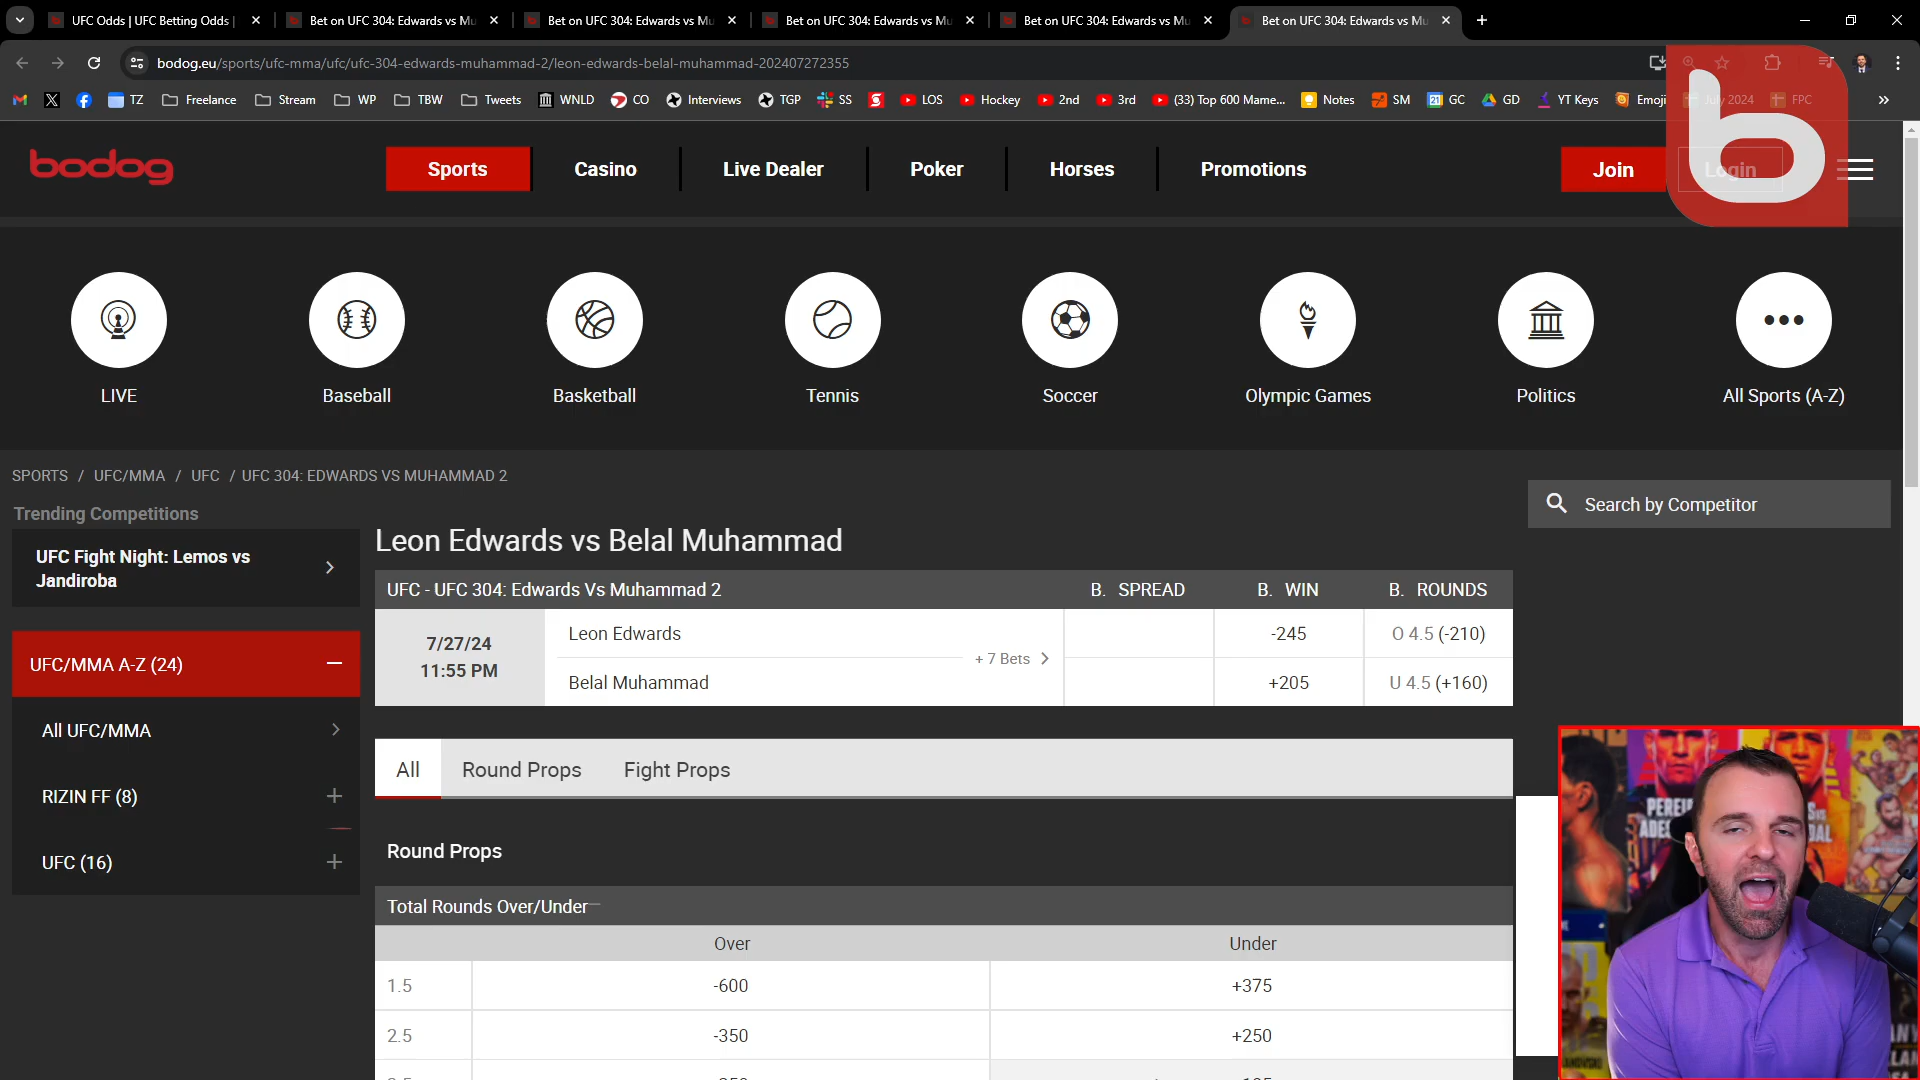 UFC Odds | UFC Betting Odds |
Bet on UFC 304: Edwards vs Mu
Bet on UFC 304: Edwards vs Mu
Bet on UFC 304: Edwards vs Mu
Bet on UFC 304: Edwards vs Mu
Bet on UFC 304: Edwards vs Mu
bodog.eu/sports/ufc-mma/ufc/ufc-304-edwards-muhammad-2/leon-edwards-belal-muhammad-202407272355
TZ Freelance Stream WP TBW Tweets WNLD CO Interviews TGP SS LOS Hockey 2nd 3rd (33) Top 600 Mame... Notes SM GC GD YT Keys Emoji July 2024 FPC
bodog
Sports Casino Live Dealer Poker Horses Promotions
Join Login
b
LIVE Baseball Basketball Tennis Soccer Olympic Games Politics All Sports (A-Z)
SPORTS / UFC/MMA / UFC / UFC 304: EDWARDS VS MUHAMMAD 2
Search by Competitor
Trending Competitions
UFC Fight Night: Lemos vs
Jandiroba
UFC/MMA A-Z (24)
All UFC/MMA
RIZIN FF (8)
UFC (16)
Leon Edwards vs Belal Muhammad
UFC - UFC 304: Edwards Vs Muhammad 2 B. SPREAD B. WIN B. ROUNDS
7/27/24
11:55 PM
Leon Edwards -245 O 4.5 (-210)
+ 7 Bets
Belal Muhammad +205 U 4.5 (+160)
All Round Props Fight Props
Round Props
Total Rounds Over/Under
Over Under
1.5 -600 +375
2.5 -350 +250